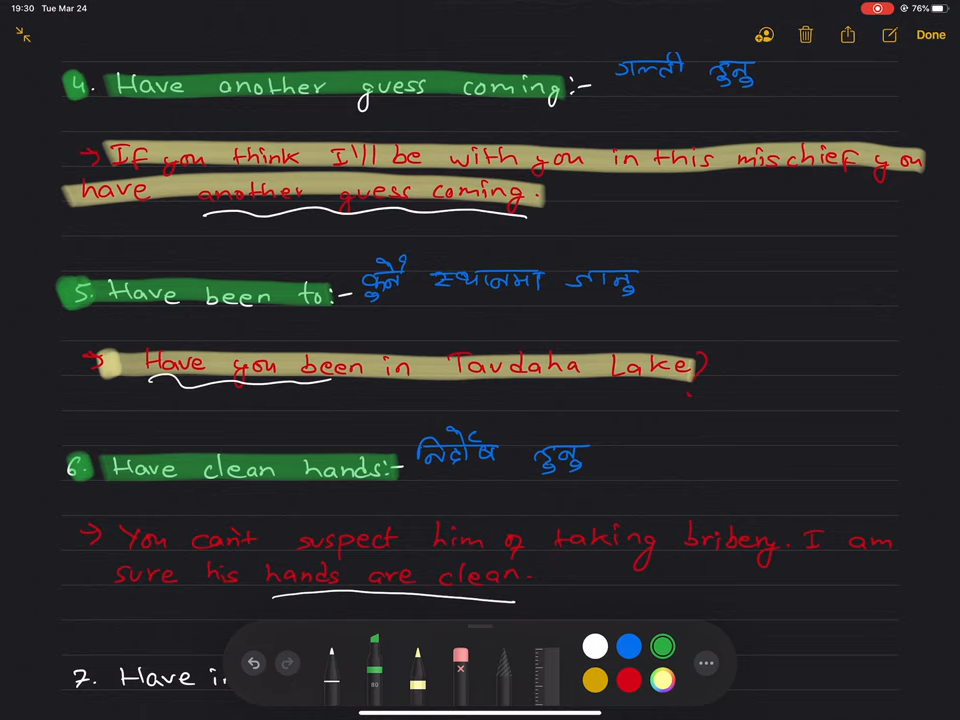 19:30 Tue Mar 24
76%
Done
4. Have another guess coming:- गल्ती हुनु
→ If you think I'll be with you in this mischief you
have another guess coming.
5. Have been to:- कुनै स्थानमा जानु
→ Have you been in Taudaha Lake?
6. Have clean hands:- निर्दोष हुनु
→ You can't suspect him of taking bribery. I am
sure his hands are clean.
7. Have i
80